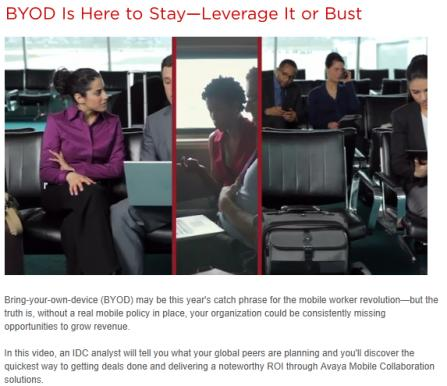 BYOD Is Here to Stay—Leverage It or Bust
Bring-your-own-device (BYOD) may be this year's catch phrase for the mobile worker revolution—but the
truth is, without a real mobile policy in place, your organization could be consistently missing
opportunities to grow revenue.
In this video, an IDC analyst will tell you what your global peers are planning and you'll discover the
quickest way to getting deals done and delivering a noteworthy ROI through Avaya Mobile Collaboration
solutions.